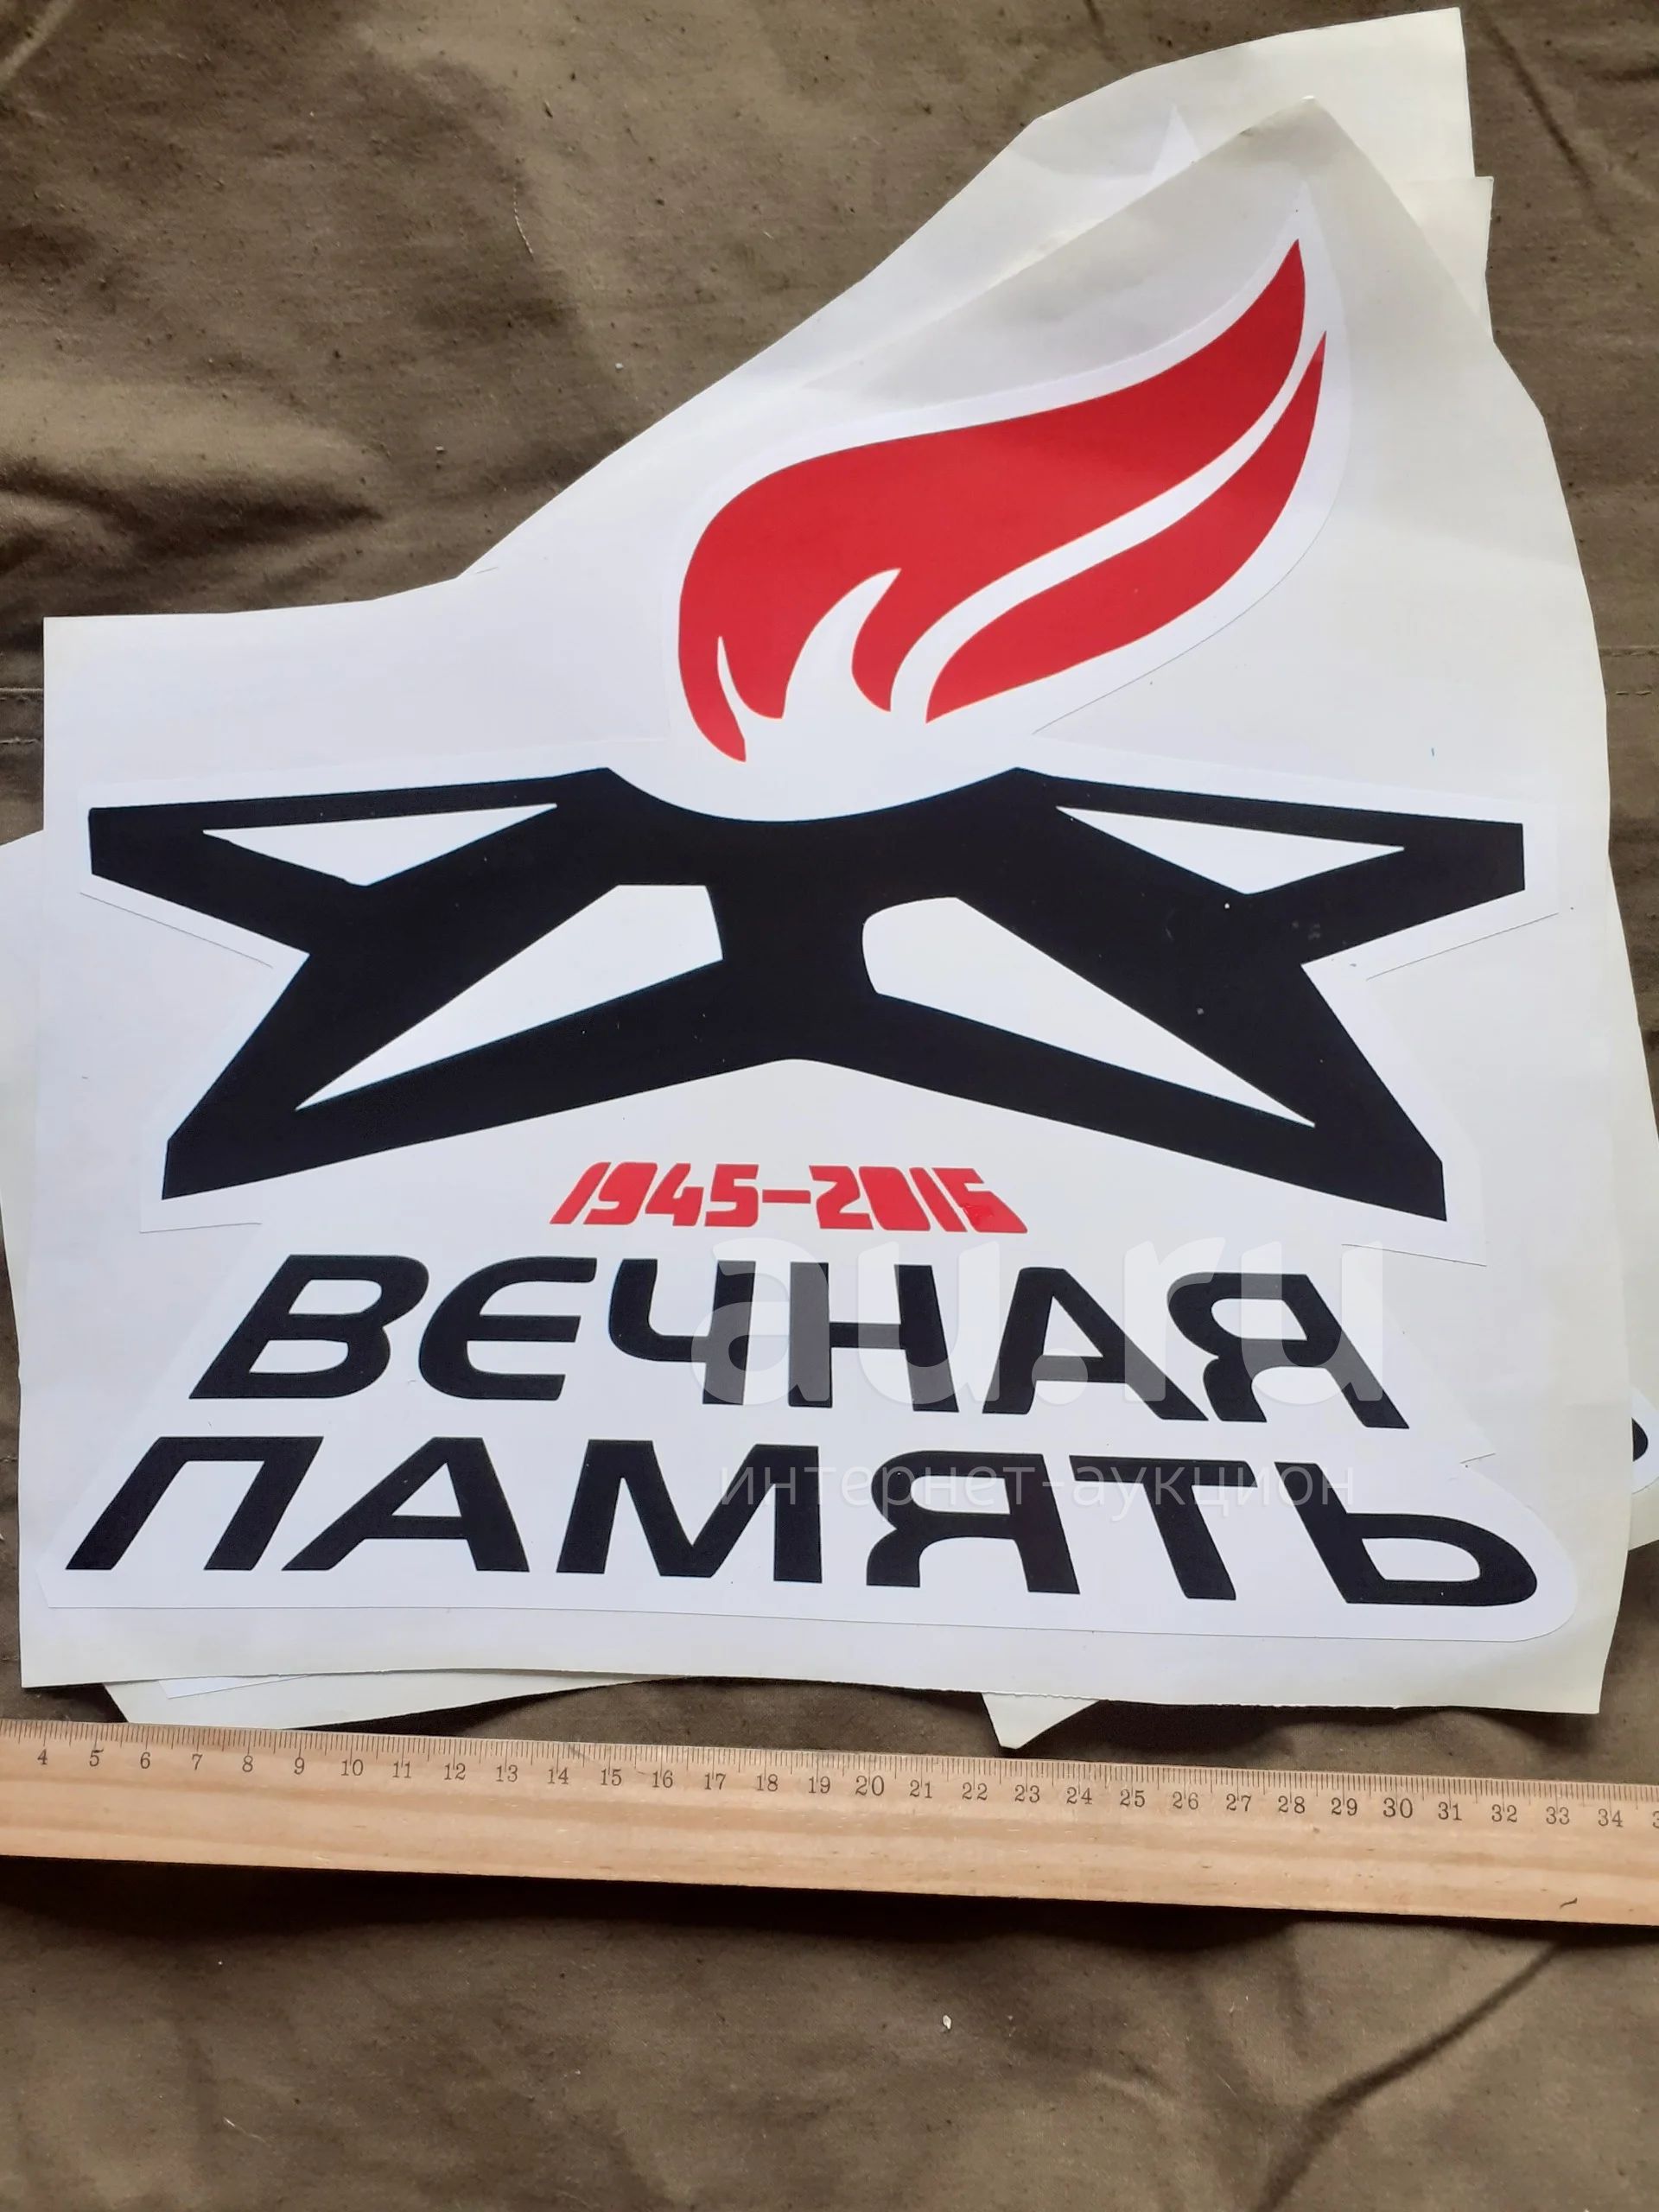 1945-2015
ВЕЧНАЯ
ПАМЯТЬ
au.ru
интернет-аукцион
4 5 6 7 8 9 10 11 12 13 14 15 16 17 18 19 20 21 22 23 24 25 26 27 28 29 30 31 32 33 34